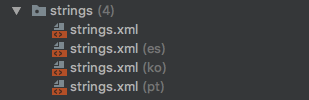 strings (4)
strings.xml
strings.xml (es)
strings.xml (ko)
strings.xml (pt)